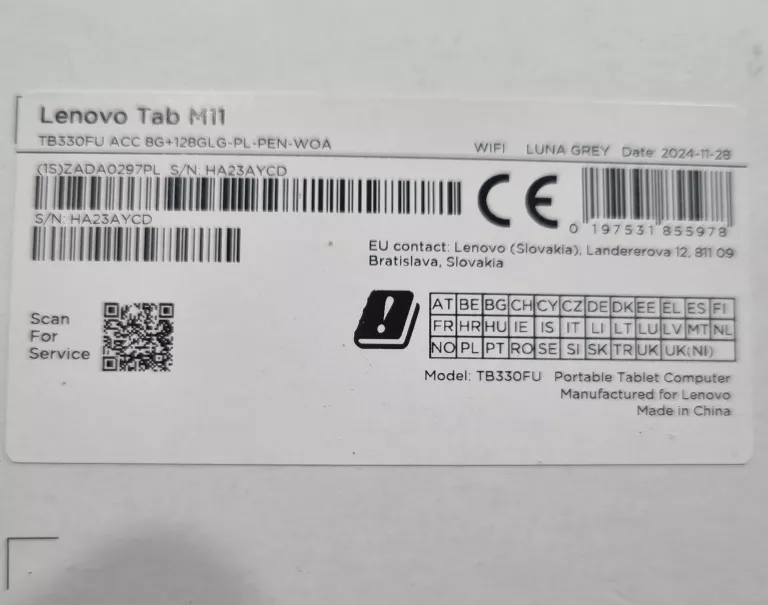 Lenovo Tab M11
TB330FU ACC 8G+128GLG-PL-PEN-WOA
WIFI LUNA GREY Date: 2024-11-28
(1S)ZADA0297PL S/N: HA23AYCD
S/N: HA23AYCD
CE
0 197531 855978
EU contact: Lenovo (Slovakia), Landererova 12, 811 09
Bratislava, Slovakia
Scan
For
Service
!
AT BE BG CH CY CZ DE DK EE EL ES FI
FR HR HU IE IS IT LI LT LU LV MT NL
NO PL PT RO SE SI SK TR UK UK(NI)
Model: TB330FU Portable Tablet Computer
Manufactured for Lenovo
Made in China